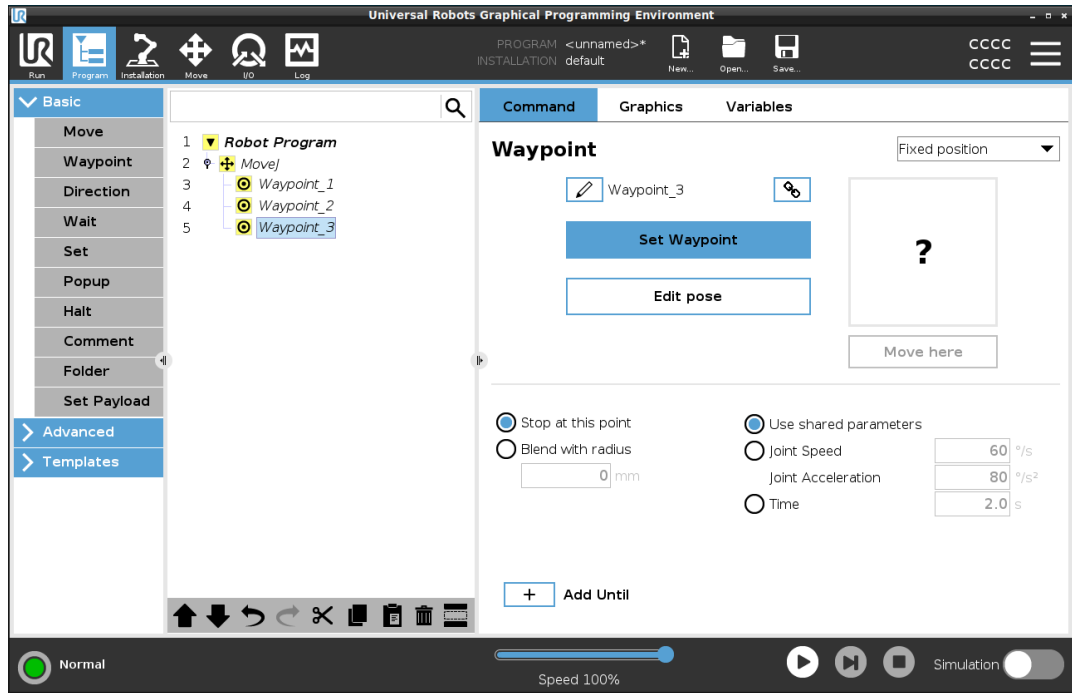 Universal Robots Graphical Programming Environment
UR
Run
Program
Installation
Move
I/O
Log
PROGRAM <unnamed>*
INSTALLATION default
New...
Open...
Save...
CCCC
CCCC
Basic
Move
Waypoint
Direction
Wait
Set
Popup
Halt
Comment
Folder
Set Payload
Advanced
Templates
1 Robot Program
2 MoveJ
3 Waypoint_1
4 Waypoint_2
5 Waypoint_3
Command Graphics Variables
Waypoint
Fixed position
Waypoint_3
Set Waypoint
Edit pose
?
Move here
Stop at this point
Blend with radius
0 mm
Use shared parameters
Joint Speed 60 °/s
Joint Acceleration 80 °/s²
Time 2.0 s
+ Add Until
Normal
Speed 100%
Simulation